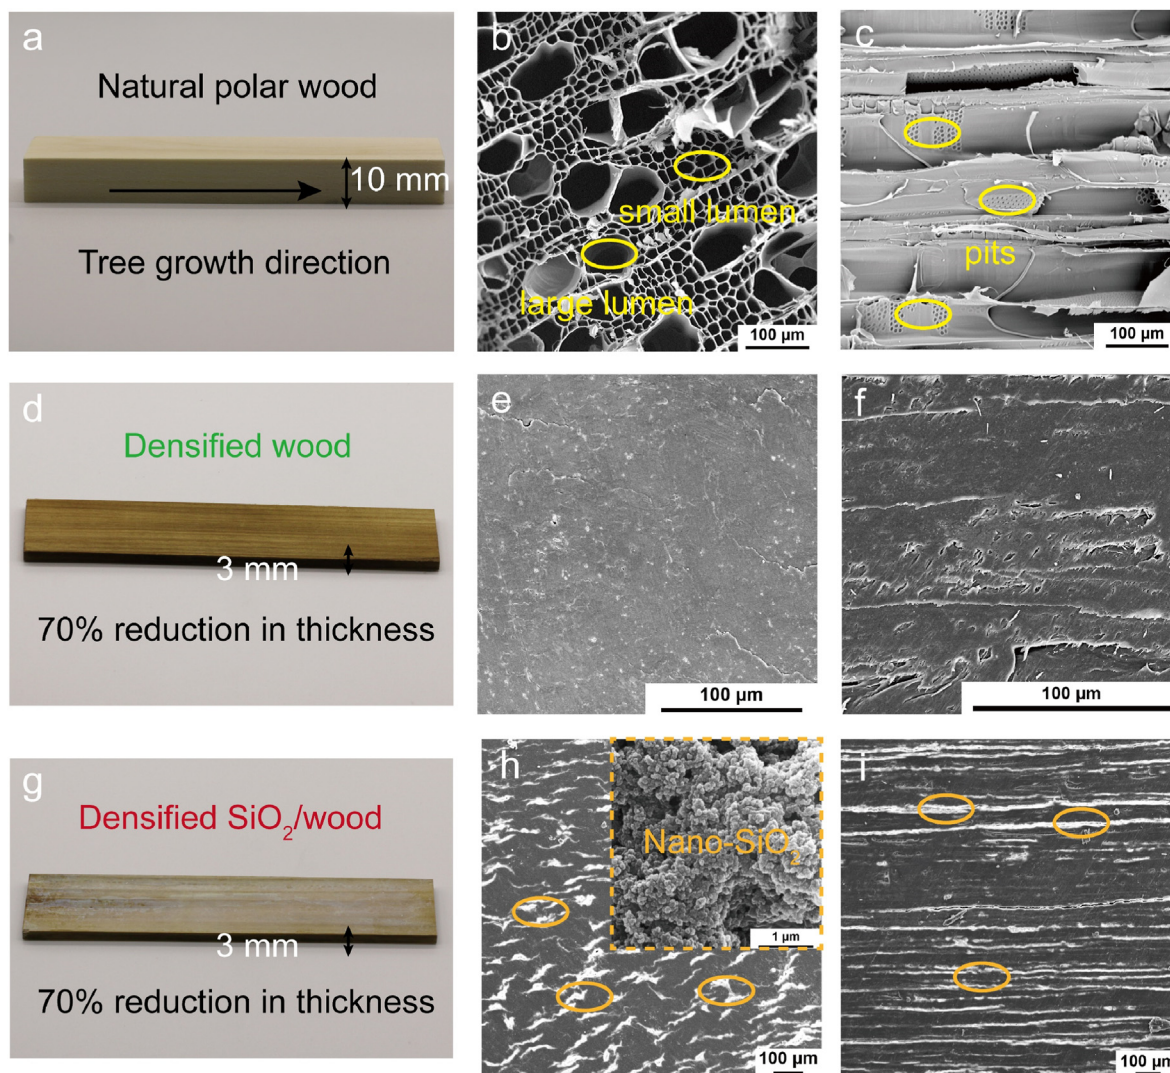 a
Natural polar wood
10 mm
Tree growth direction
b
small lumen
large lumen
100 µm
c
pits
100 µm
d
Densified wood
3 mm
70% reduction in thickness
e
100 µm
f
100 µm
g
Densified SiO₂/wood
3 mm
70% reduction in thickness
h
Nano-SiO₂
1 µm
100 µm
i
100 µm